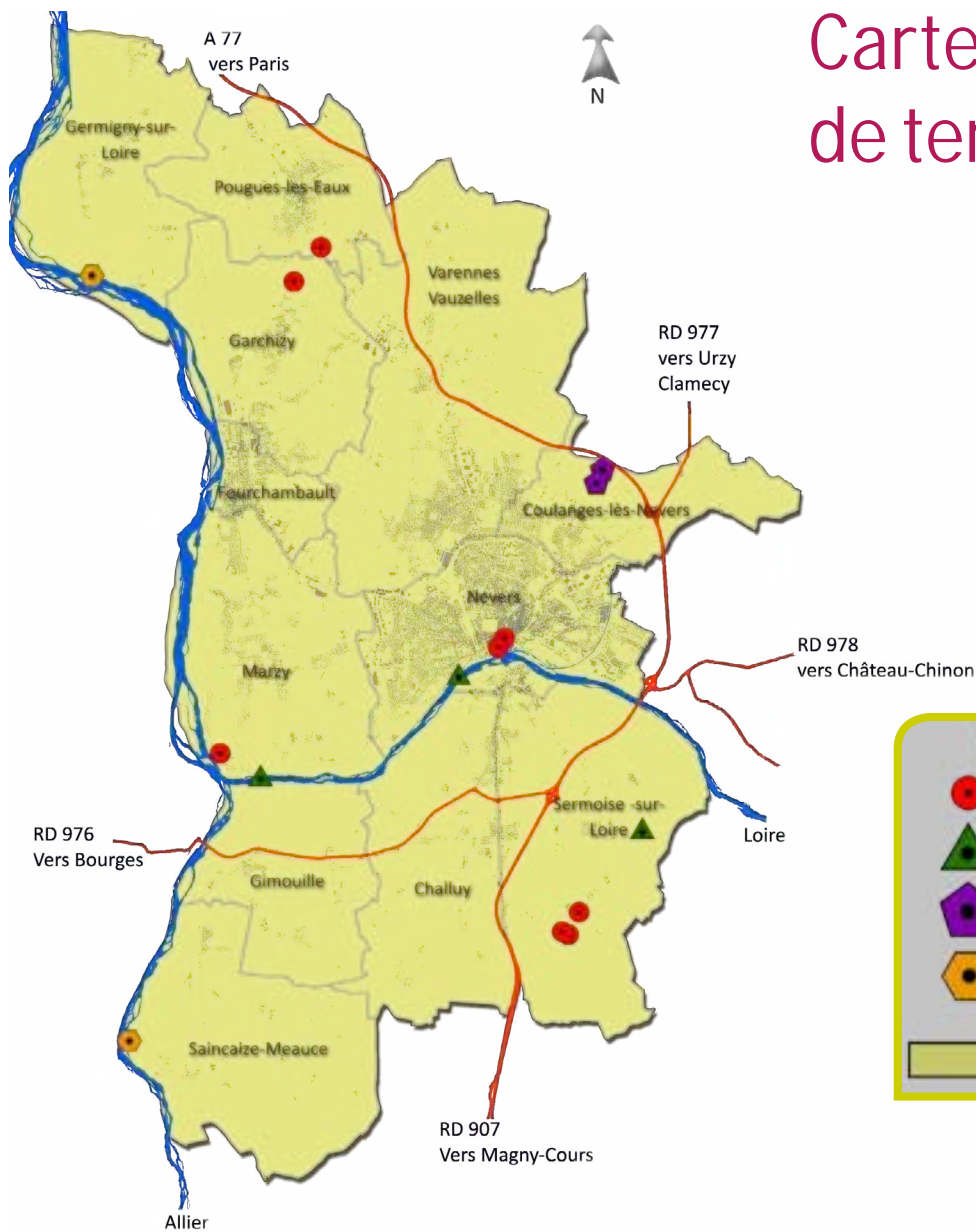 Carte
de ter
A 77
vers Paris
N
Germigny-sur-
Loire
Pougues-les-Eaux
Varennes
Vauzelles
Garchizy
RD 977
vers Urzy
Clamecy
Fourchambault
Coulanges-lès-Nevers
Nevers
RD 978
vers Château-Chinon
Marzy
Sermoise -sur-
Loire
Loire
RD 976
Vers Bourges
Gimouille
Challuy
Saincaize-Meauce
RD 907
Vers Magny-Cours
Allier